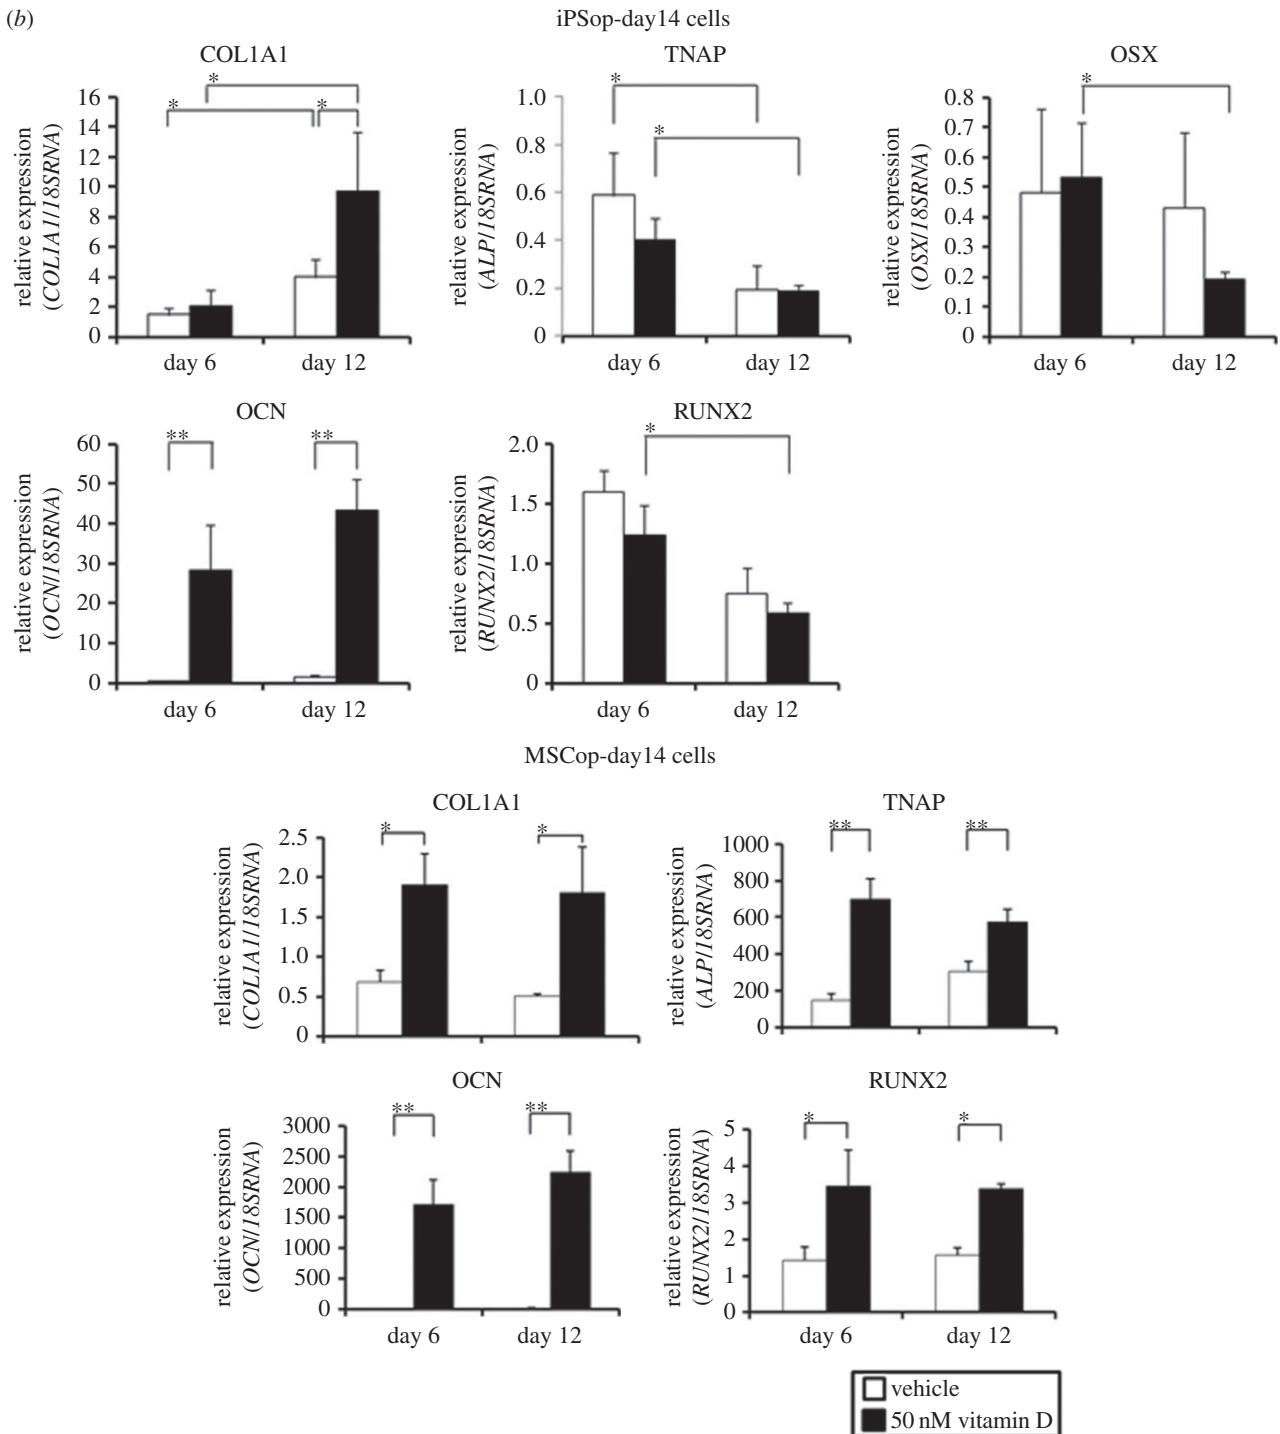 (b)
iPSop-day14 cells
COL1A1
TNAP
OSX
relative expression
(COL1A1/18SRNA)
16
14
12
10
8
6
4
2
0
*
*
*
day 6
day 12
relative expression
(ALP/18SRNA)
1.0
0.8
0.6
0.4
0.2
0
*
*
day 6
day 12
relative expression
(OSX/18SRNA)
0.8
0.7
0.6
0.5
0.4
0.3
0.2
0.1
0
*
day 6
day 12
OCN
RUNX2
relative expression
(OCN/18SRNA)
60
50
40
30
20
10
0
**
**
day 6
day 12
relative expression
(RUNX2/18SRNA)
2.0
1.5
1.0
0.5
0
*
day 6
day 12
MSCop-day14 cells
COL1A1
TNAP
relative expression
(COL1A1/18SRNA)
2.5
2.0
1.5
1.0
0.5
0
*
*
relative expression
(ALP/18SRNA)
1000
800
600
400
200
0
**
**
OCN
RUNX2
relative expression
(OCN/18SRNA)
3000
2500
2000
1500
1000
500
0
**
**
day 6
day 12
relative expression
(RUNX2/18SRNA)
5
4
3
2
1
0
*
*
day 6
day 12
vehicle
50 nM vitamin D